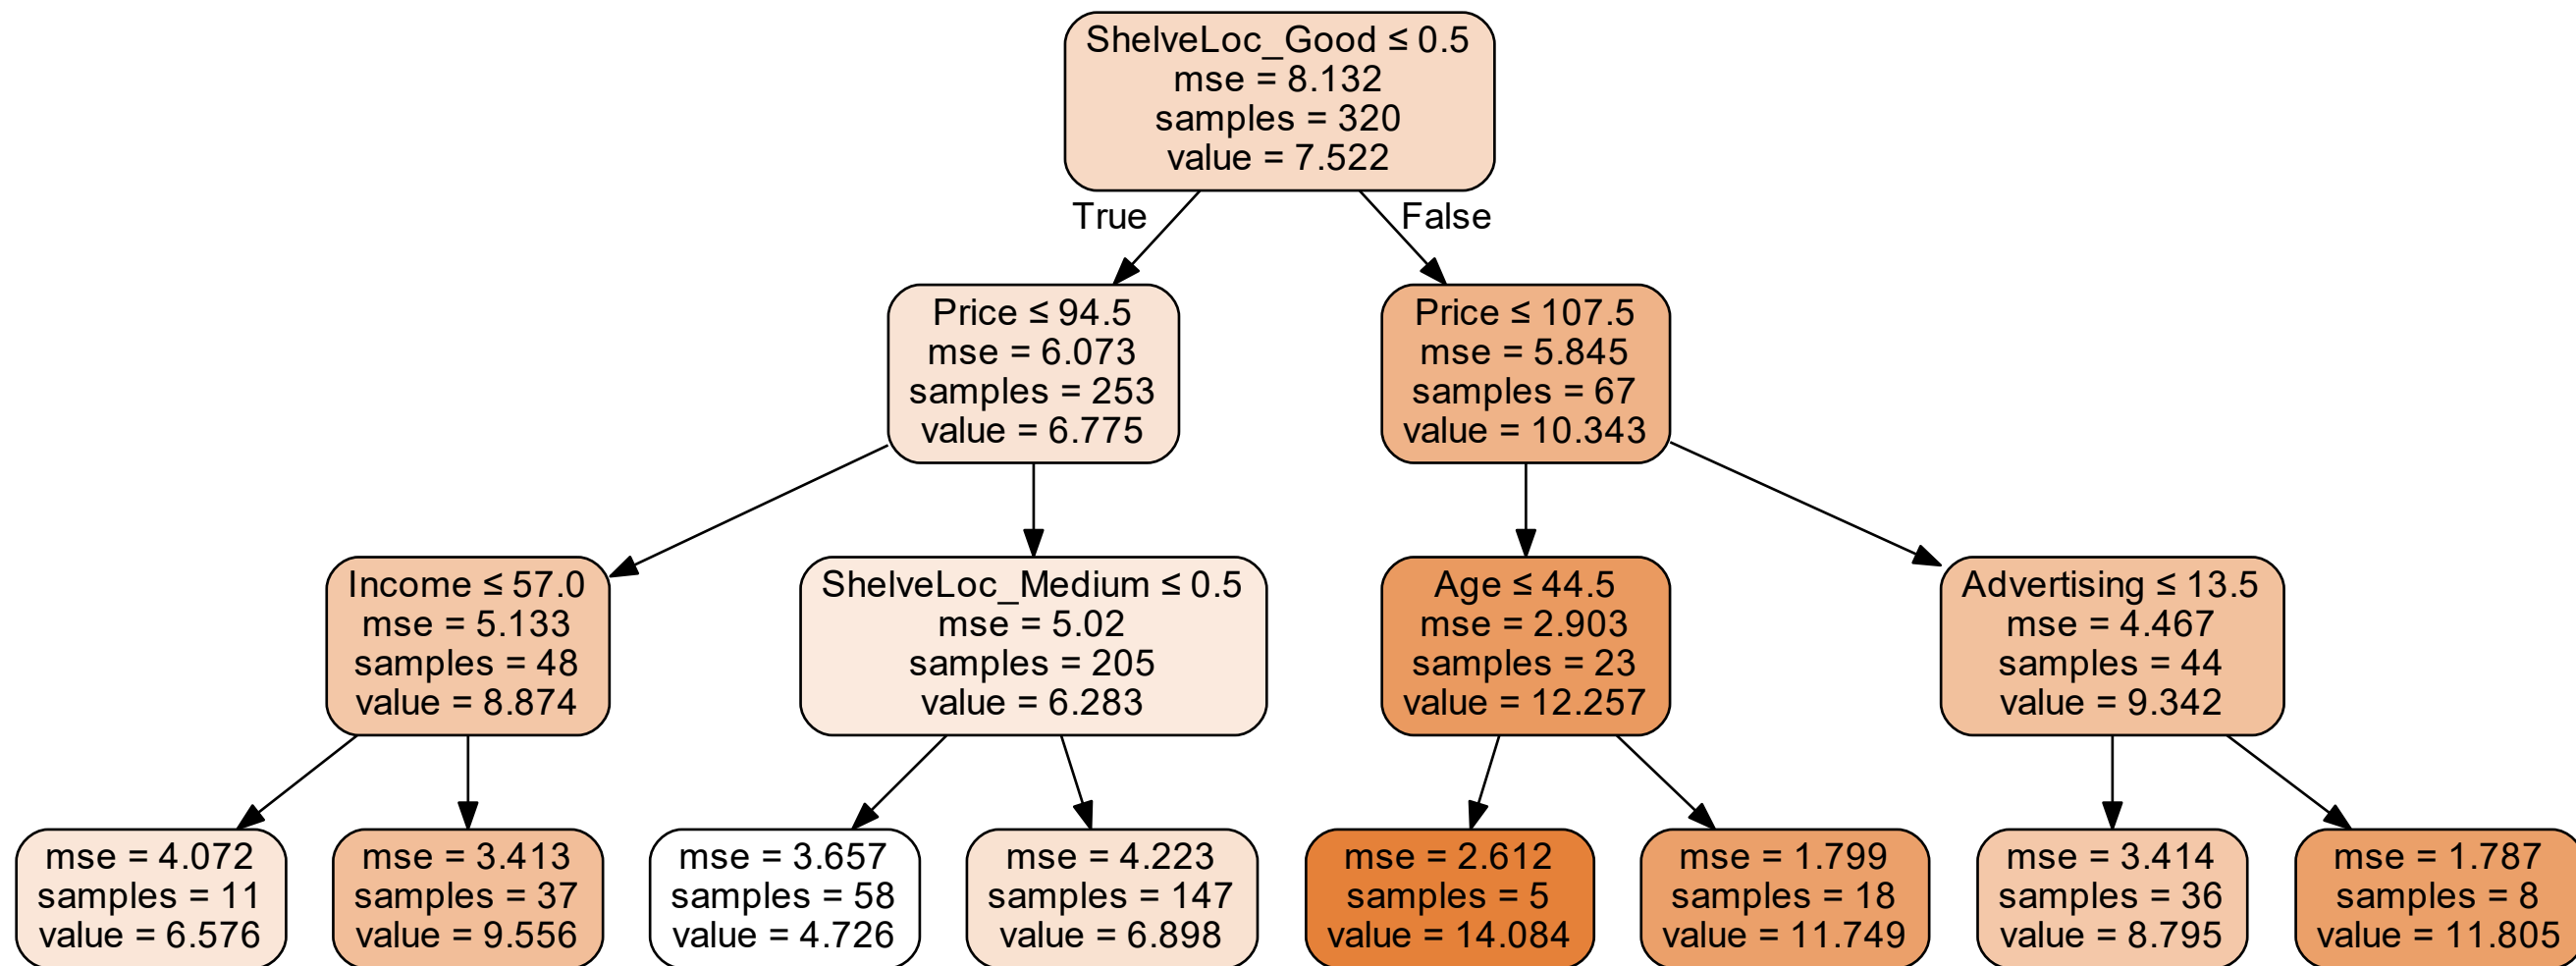 ShelveLoc_Good ≤ 0.5
mse = 8.132
samples = 320
value = 7.522
True
False
Price ≤ 94.5
mse = 6.073
samples = 253
value = 6.775
Price ≤ 107.5
mse = 5.845
samples = 67
value = 10.343
Income ≤ 57.0
mse = 5.133
samples = 48
value = 8.874
ShelveLoc_Medium ≤ 0.5
mse = 5.02
samples = 205
value = 6.283
Age ≤ 44.5
mse = 2.903
samples = 23
value = 12.257
Advertising ≤ 13.5
mse = 4.467
samples = 44
value = 9.342
mse = 4.072
samples = 11
value = 6.576
mse = 3.413
samples = 37
value = 9.556
mse = 3.657
samples = 58
value = 4.726
mse = 4.223
samples = 147
value = 6.898
mse = 2.612
samples = 5
value = 14.084
mse = 1.799
samples = 18
value = 11.749
mse = 3.414
samples = 36
value = 8.795
mse = 1.787
samples = 8
value = 11.805